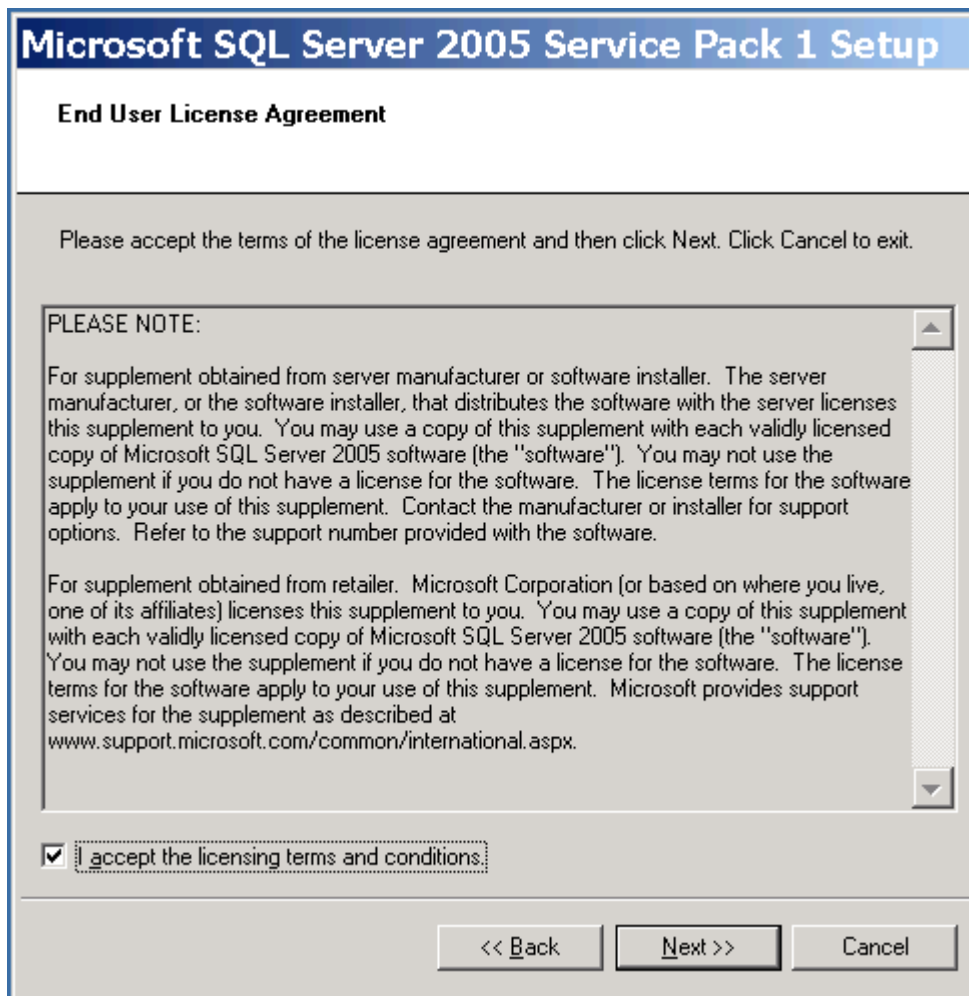 Microsoft SQL Server 2005 Service Pack 1 Setup
End User License Agreement
Please accept the terms of the license agreement and then click Next. Click Cancel to exit.
PLEASE NOTE:
For supplement obtained from server manufacturer or software installer.  The server
manufacturer, or the software installer, that distributes the software with the server licenses
this supplement to you.  You may use a copy of this supplement with each validly licensed
copy of Microsoft SQL Server 2005 software (the "software").  You may not use the
supplement if you do not have a license for the software.  The license terms for the software
apply to your use of this supplement.  Contact the manufacturer or installer for support
options.  Refer to the support number provided with the software.
For supplement obtained from retailer.  Microsoft Corporation (or based on where you live,
one of its affiliates) licenses this supplement to you.  You may use a copy of this supplement
with each validly licensed copy of Microsoft SQL Server 2005 software (the "software").
You may not use the supplement if you do not have a license for the software.  The license
terms for the software apply to your use of this supplement.  Microsoft provides support
services for the supplement as described at
www.support.microsoft.com/common/international.aspx.
I accept the licensing terms and conditions.
<< Back
Next >>
Cancel